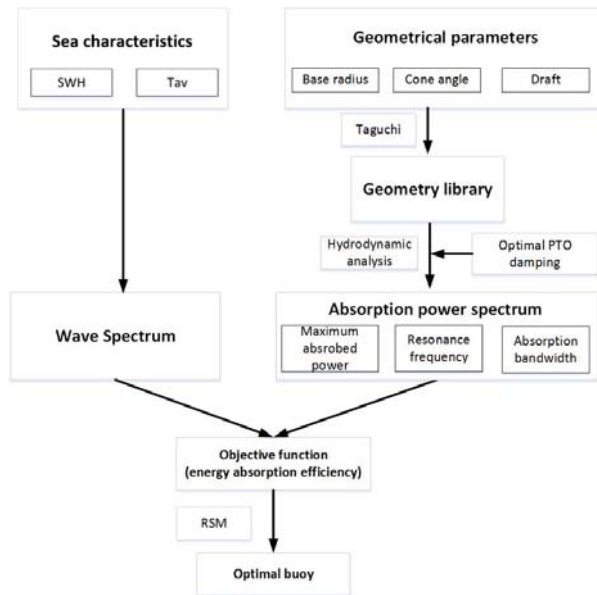 Sea characteristics
SWH
Tav
Geometrical parameters
Base radius
Cone angle
Draft
Taguchi
Geometry library
Hydrodynamic
analysis
Optimal PTO
damping
Wave Spectrum
Absorption power spectrum
Maximum
absrobed
power
Resonance
frequency
Absorption
bandwidth
Objective function
(energy absorption efficiency)
RSM
Optimal buoy